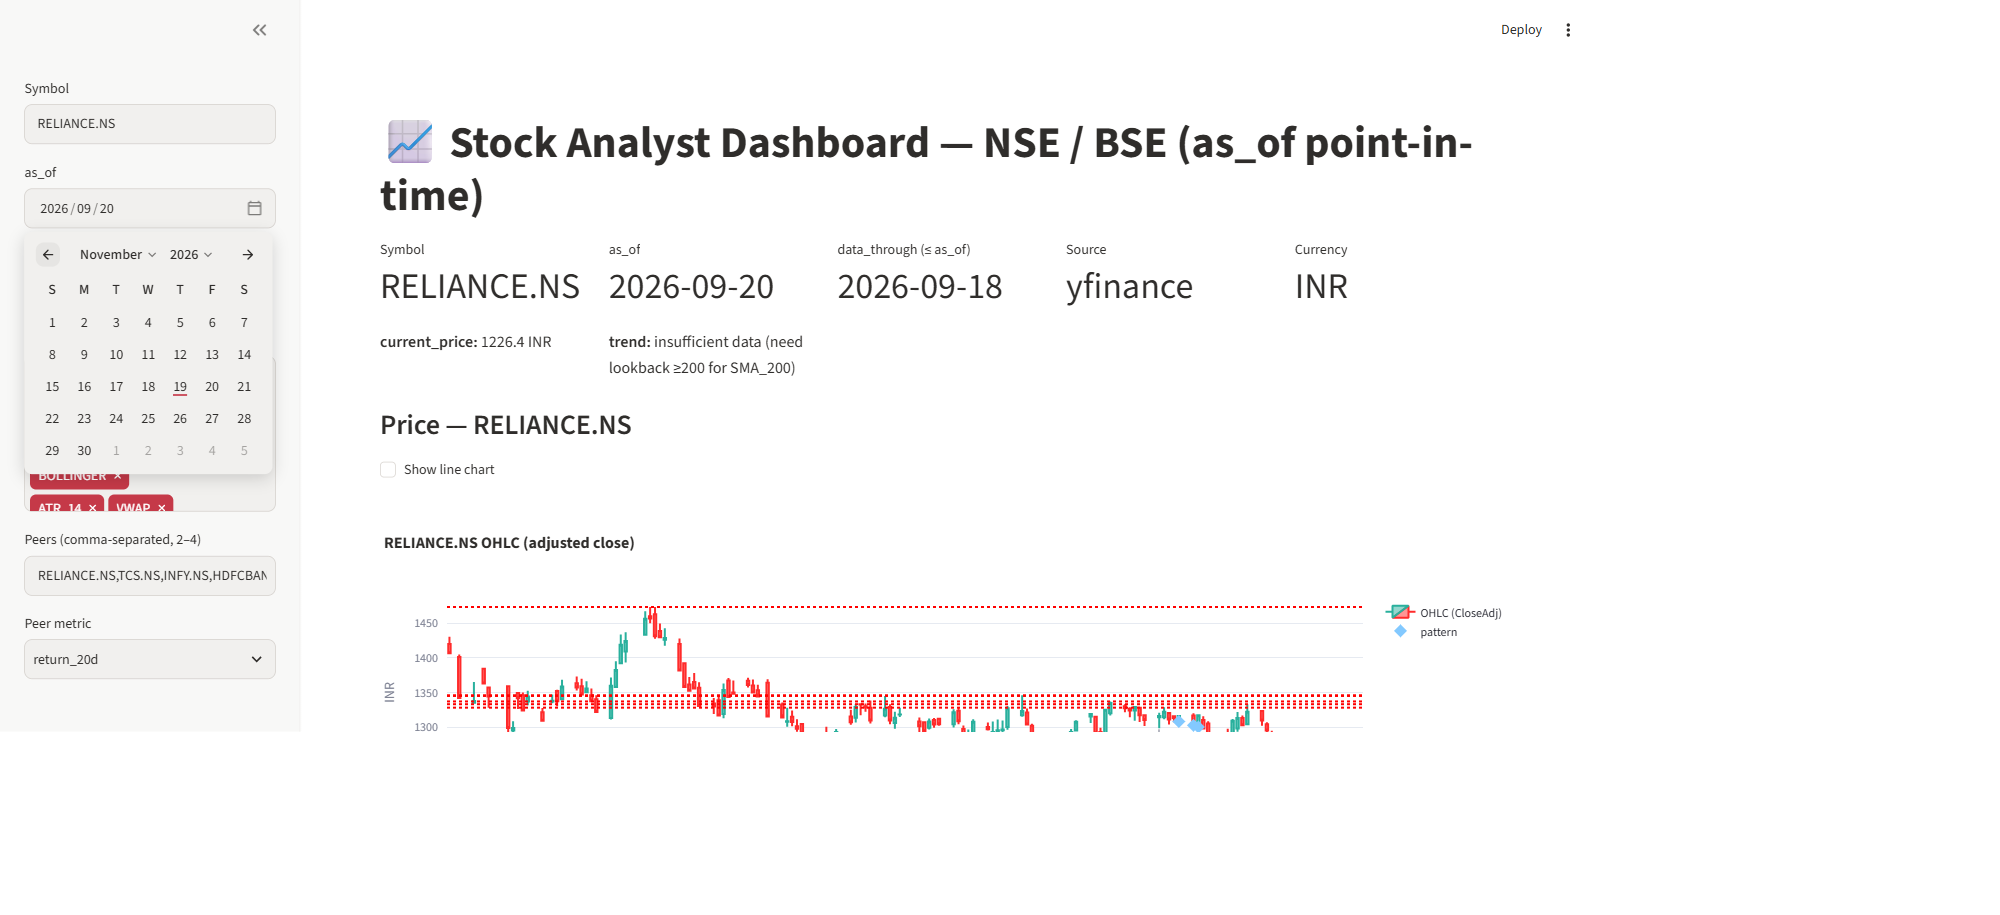 Deploy
Symbol
RELIANCE.NS
as_of
2026/09/20
November 2026
S M T W T F S
1 2 3 4 5 6 7
8 9 10 11 12 13 14
15 16 17 18 19 20 21
22 23 24 25 26 27 28
29 30 1 2 3 4 5
BOLLINGER ×
ATR_14 × VWAP ×
Peers (comma-separated, 2–4)
RELIANCE.NS,TCS.NS,INFY.NS,HDFCBAN
Peer metric
return_20d
Stock Analyst Dashboard — NSE / BSE (as_of point-in-
time)
Symbol as_of data_through (≤ as_of) Source Currency
RELIANCE.NS 2026-09-20 2026-09-18 yfinance INR
current_price: 1226.4 INR
trend: insufficient data (need
lookback ≥200 for SMA_200)
Price — RELIANCE.NS
Show line chart
RELIANCE.NS OHLC (adjusted close)
1450
1400
1350
1300
INR
OHLC (CloseAdj)
pattern